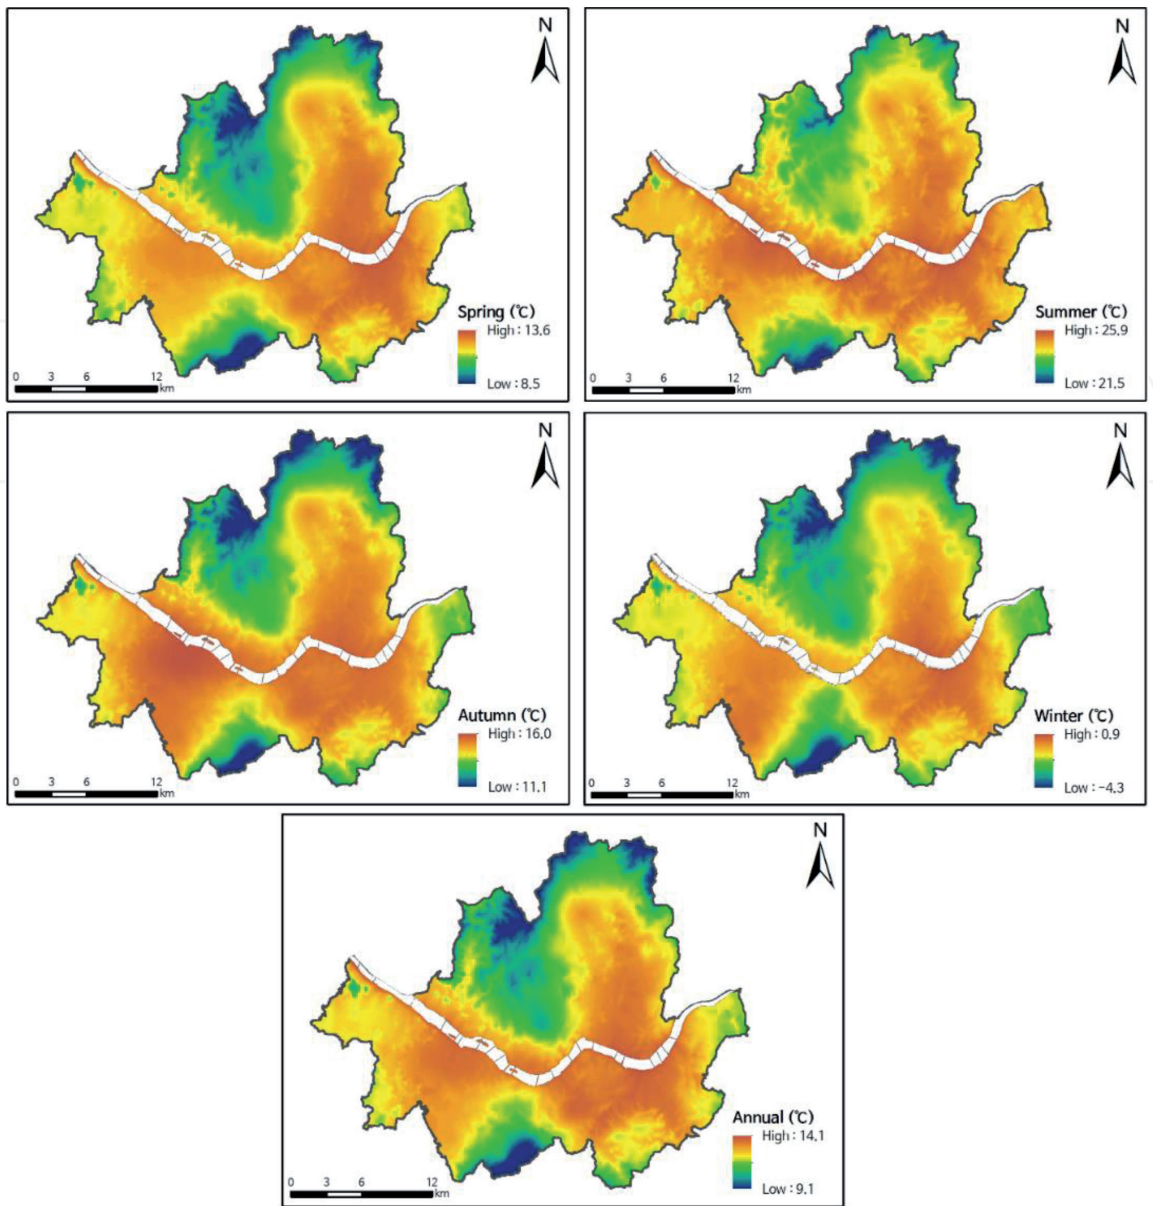 N
Spring (℃)
High : 13.6
Low : 8.5
0 3 6 12
km
N
Summer (℃)
High : 25.9
Low : 21.5
0 3 6 12
km
N
Autumn (℃)
High : 16.0
Low : 11.1
0 3 6 12
km
N
Winter (℃)
High : 0.9
Low : -4.3
0 3 6 12
km
N
Annual (℃)
High : 14.1
Low : 9.1
0 3 6 12
km